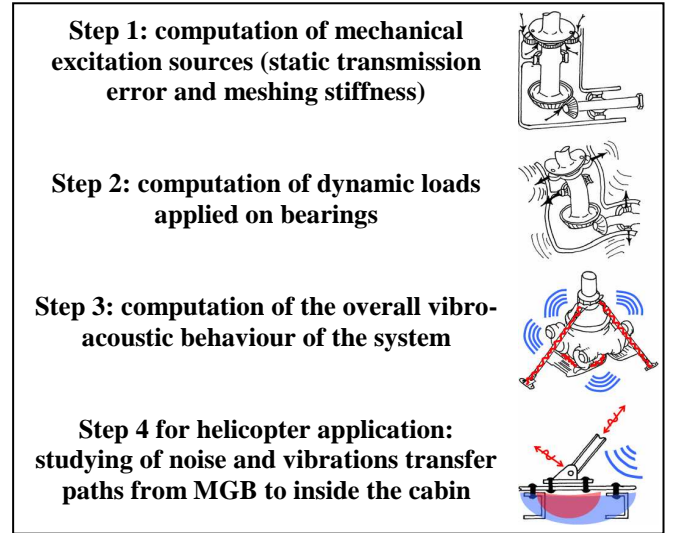 Step 1: computation of mechanical
excitation sources (static transmission
error and meshing stiffness)
Step 2: computation of dynamic loads
applied on bearings
Step 3: computation of the overall vibro-
acoustic behaviour of the system
Step 4 for helicopter application:
studying of noise and vibrations transfer
paths from MGB to inside the cabin